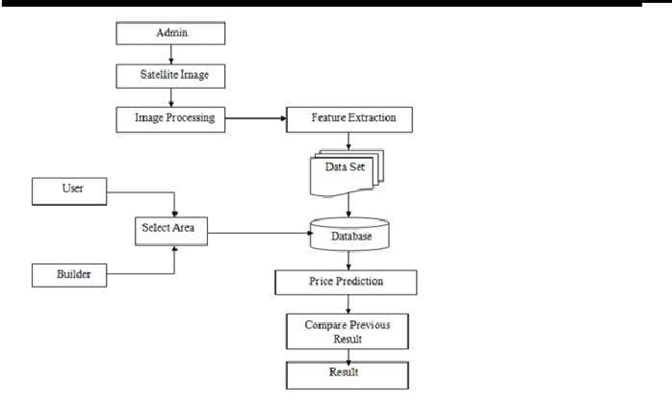 Admin
Satellite Image
Image Processing
Feature Extraction
Data Set
User
Select Area
Database
Builder
Price Prediction
Compare Previous
Result
Result